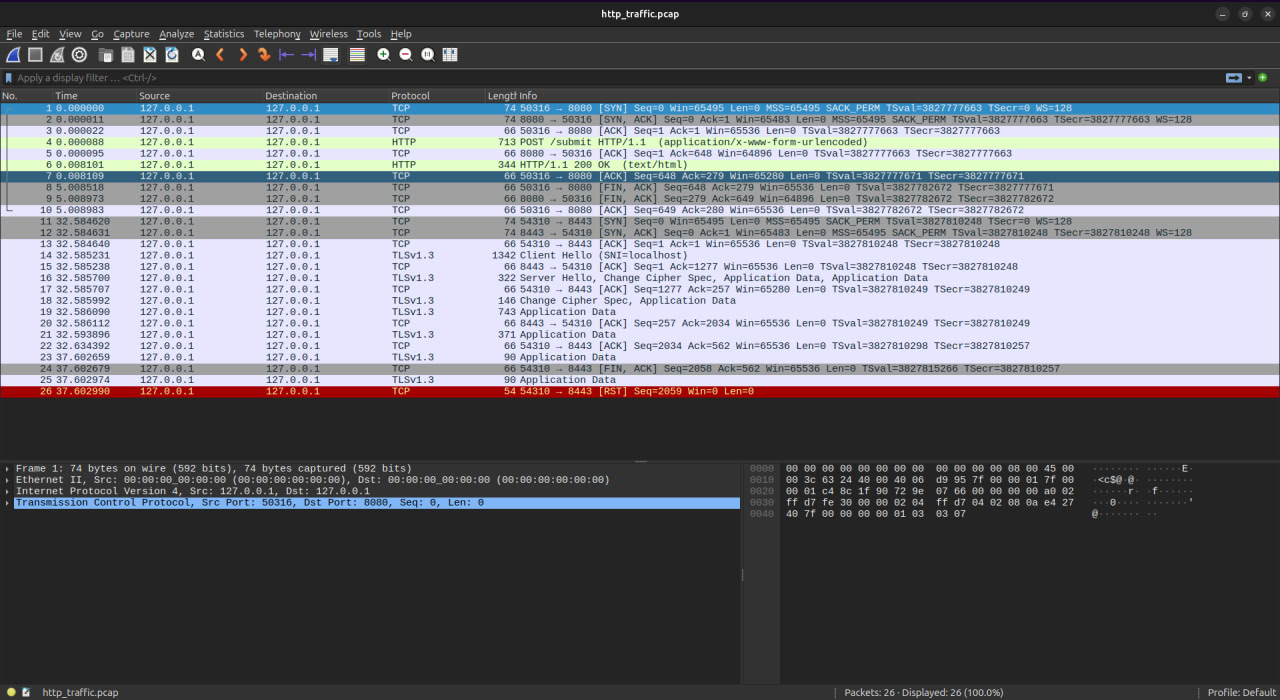 http_traffic.pcap
File Edit View Go Capture Analyze Statistics Telephony Wireless Tools Help
Apply a display filter ... <Ctrl-/>
No. Time Source Destination Protocol Length Info
1 0.000000 127.0.0.1 127.0.0.1 TCP 74 50316 → 8080 [SYN] Seq=0 Win=65495 Len=0 MSS=65495 SACK_PERM TSval=3827777663 TSecr=0 WS=128
2 0.000011 127.0.0.1 127.0.0.1 TCP 74 8080 → 50316 [SYN, ACK] Seq=0 Ack=1 Win=65483 Len=0 MSS=65495 SACK_PERM TSval=3827777663 TSecr=3827777663 WS=128
3 0.000022 127.0.0.1 127.0.0.1 TCP 66 50316 → 8080 [ACK] Seq=1 Ack=1 Win=65536 Len=0 TSval=3827777663 TSecr=3827777663
4 0.000088 127.0.0.1 127.0.0.1 HTTP 713 POST /submit HTTP/1.1 (application/x-www-form-urlencoded)
5 0.000095 127.0.0.1 127.0.0.1 TCP 66 8080 → 50316 [ACK] Seq=1 Ack=648 Win=64896 Len=0 TSval=3827777663 TSecr=3827777663
6 0.008101 127.0.0.1 127.0.0.1 HTTP 344 HTTP/1.1 200 OK (text/html)
7 0.008109 127.0.0.1 127.0.0.1 TCP 66 50316 → 8080 [ACK] Seq=648 Ack=279 Win=65280 Len=0 TSval=3827777671 TSecr=3827777671
8 5.008518 127.0.0.1 127.0.0.1 TCP 66 50316 → 8080 [FIN, ACK] Seq=648 Ack=279 Win=65536 Len=0 TSval=3827782672 TSecr=3827777671
9 5.008973 127.0.0.1 127.0.0.1 TCP 66 8080 → 50316 [FIN, ACK] Seq=279 Ack=649 Win=64896 Len=0 TSval=3827782672 TSecr=3827782672
10 5.008983 127.0.0.1 127.0.0.1 TCP 66 50316 → 8080 [ACK] Seq=649 Ack=280 Win=65536 Len=0 TSval=3827782672 TSecr=3827782672
11 32.584620 127.0.0.1 127.0.0.1 TCP 74 54310 → 8443 [SYN] Seq=0 Win=65495 Len=0 MSS=65495 SACK_PERM TSval=3827810248 TSecr=0 WS=128
12 32.584631 127.0.0.1 127.0.0.1 TCP 74 8443 → 54310 [SYN, ACK] Seq=0 Ack=1 Win=65483 Len=0 MSS=65495 SACK_PERM TSval=3827810248 TSecr=3827810248 WS=128
13 32.584640 127.0.0.1 127.0.0.1 TCP 66 54310 → 8443 [ACK] Seq=1 Ack=1 Win=65536 Len=0 TSval=3827810248 TSecr=3827810248
14 32.585231 127.0.0.1 127.0.0.1 TLSv1.3 1342 Client Hello (SNI=localhost)
15 32.585238 127.0.0.1 127.0.0.1 TCP 66 8443 → 54310 [ACK] Seq=1 Ack=1277 Win=65536 Len=0 TSval=3827810248 TSecr=3827810248
16 32.585700 127.0.0.1 127.0.0.1 TLSv1.3 322 Server Hello, Change Cipher Spec, Application Data, Application Data
17 32.585707 127.0.0.1 127.0.0.1 TCP 66 54310 → 8443 [ACK] Seq=1277 Ack=257 Win=65280 Len=0 TSval=3827810249 TSecr=3827810249
18 32.585992 127.0.0.1 127.0.0.1 TLSv1.3 146 Change Cipher Spec, Application Data
19 32.586090 127.0.0.1 127.0.0.1 TLSv1.3 743 Application Data
20 32.586112 127.0.0.1 127.0.0.1 TCP 66 8443 → 54310 [ACK] Seq=257 Ack=2034 Win=65536 Len=0 TSval=3827810249 TSecr=3827810249
21 32.593896 127.0.0.1 127.0.0.1 TLSv1.3 371 Application Data
22 32.634392 127.0.0.1 127.0.0.1 TCP 66 54310 → 8443 [ACK] Seq=2034 Ack=562 Win=65536 Len=0 TSval=3827810298 TSecr=3827810257
23 37.602659 127.0.0.1 127.0.0.1 TLSv1.3 90 Application Data
24 37.602679 127.0.0.1 127.0.0.1 TCP 66 54310 → 8443 [FIN, ACK] Seq=2058 Ack=562 Win=65536 Len=0 TSval=3827815266 TSecr=3827810257
25 37.602974 127.0.0.1 127.0.0.1 TLSv1.3 90 Application Data
26 37.602990 127.0.0.1 127.0.0.1 TCP 54 54310 → 8443 [RST] Seq=2059 Win=0 Len=0
Frame 1: 74 bytes on wire (592 bits), 74 bytes captured (592 bits)
Ethernet II, Src: 00:00:00_00:00:00 (00:00:00:00:00:00), Dst: 00:00:00_00:00:00 (00:00:00:00:00:00)
Internet Protocol Version 4, Src: 127.0.0.1, Dst: 127.0.0.1
Transmission Control Protocol, Src Port: 50316, Dst Port: 8080, Seq: 0, Len: 0
0000 00 00 00 00 00 00 00 00 00 00 00 00 08 00 45 00 ········ ······E·
0010 00 3c 63 24 40 00 40 06 d9 95 7f 00 00 01 7f 00 ·<c$@·@· ········
0020 00 01 c4 8c 1f 90 72 9e 07 66 00 00 00 00 a0 02 ······r· ·f······
0030 ff d7 fe 30 00 00 02 04 ff d7 04 02 08 0a e4 27 ···0···· ·······'
0040 40 7f 00 00 00 00 01 03 03 07 @······· ··
http_traffic.pcap
Packets: 26 · Displayed: 26 (100.0%)
Profile: Default